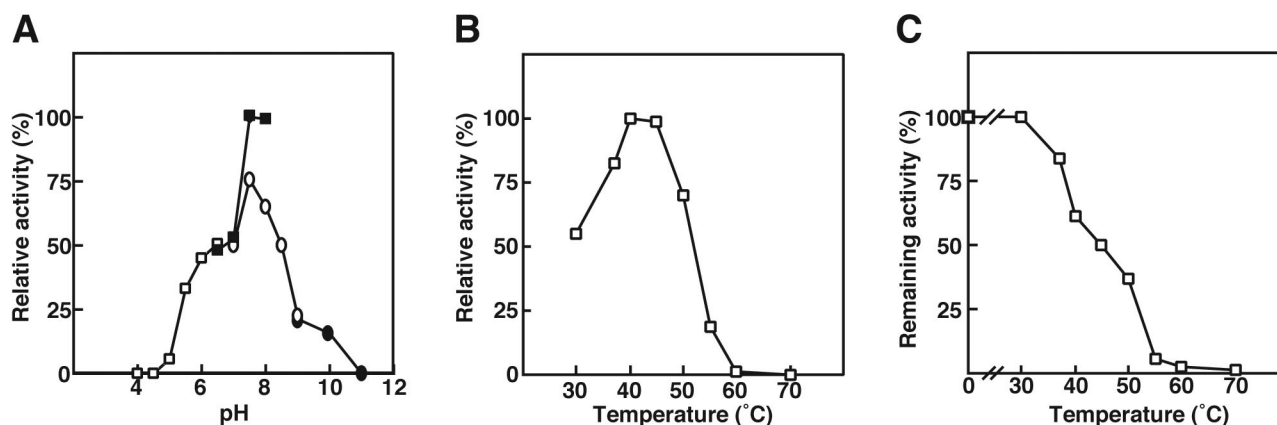 A
Relative activity (%)
100
75
50
25
0
4 6 8 10 12
pH
B
Relative activity (%)
100
75
50
25
0
30 40 50 60 70
Temperature (˚C)
C
Remaining activity (%)
100
75
50
25
0
0 30 40 50 60 70
Temperature (˚C)